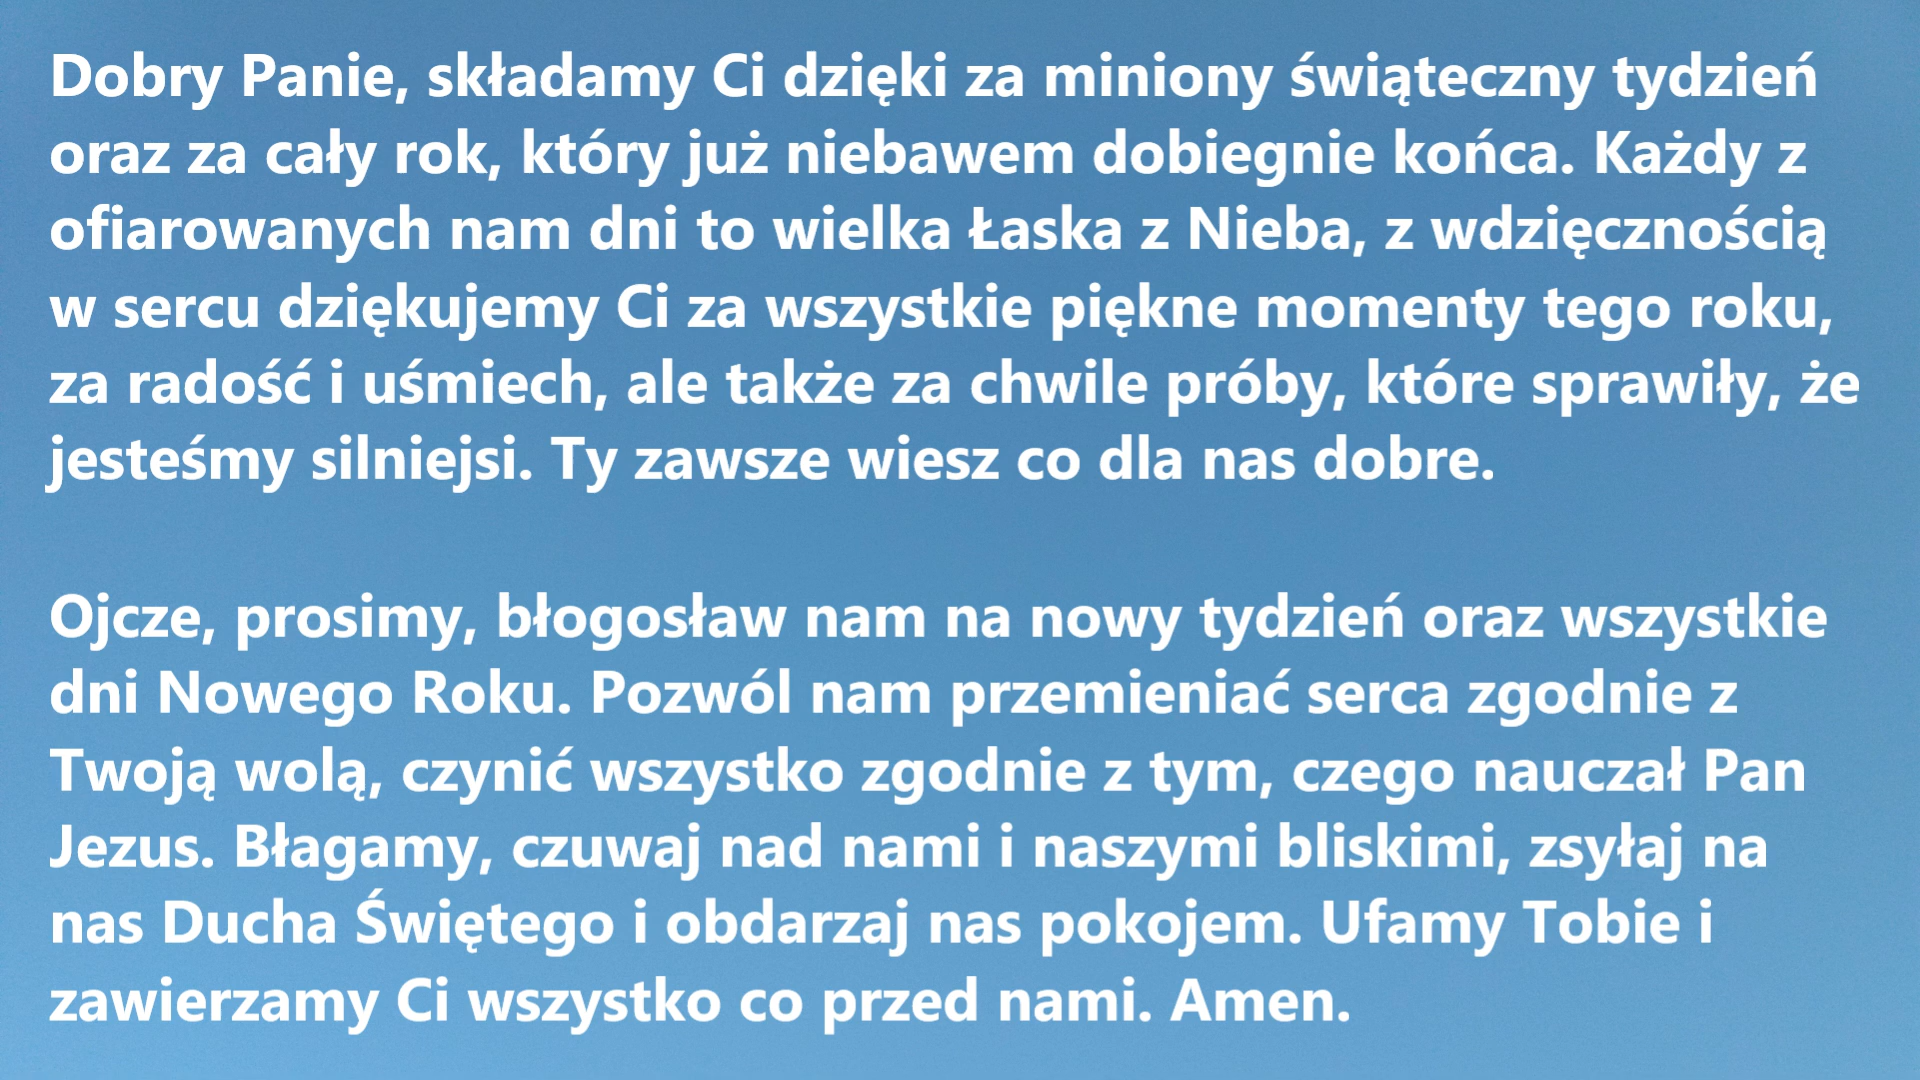 Dobry Panie, składamy Ci dzięki za miniony świąteczny tydzień
oraz za cały rok, który już niebawem dobiegnie końca. Każdy z
ofiarowanych nam dni to wielka Łaska z Nieba, z wdzięcznością
w sercu dziękujemy Ci za wszystkie piękne momenty tego roku,
za radość i uśmiech, ale także za chwile próby, które sprawiły, że
jesteśmy silniejsi. Ty zawsze wiesz co dla nas dobre.
Ojcze, prosimy, błogosław nam na nowy tydzień oraz wszystkie
dni Nowego Roku. Pozwól nam przemieniać serca zgodnie z
Twoją wolą, czynić wszystko zgodnie z tym, czego nauczał Pan
Jezus. Błagamy, czuwaj nad nami i naszymi bliskimi, zsyłaj na
nas Ducha Świętego i obdarzaj nas pokojem. Ufamy Tobie i
zawierzamy Ci wszystko co przed nami. Amen.